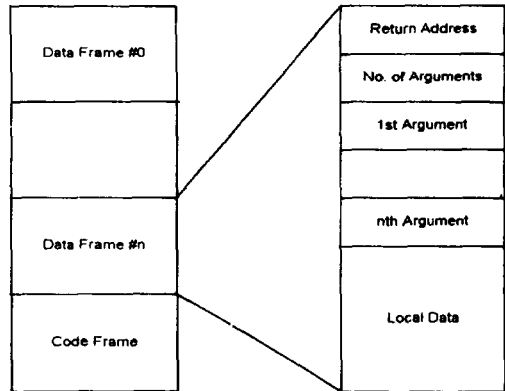 Data Frame #0
Data Frame #n
Code Frame
Return Address
No. of Arguments
1st Argument
nth Argument
Local Data